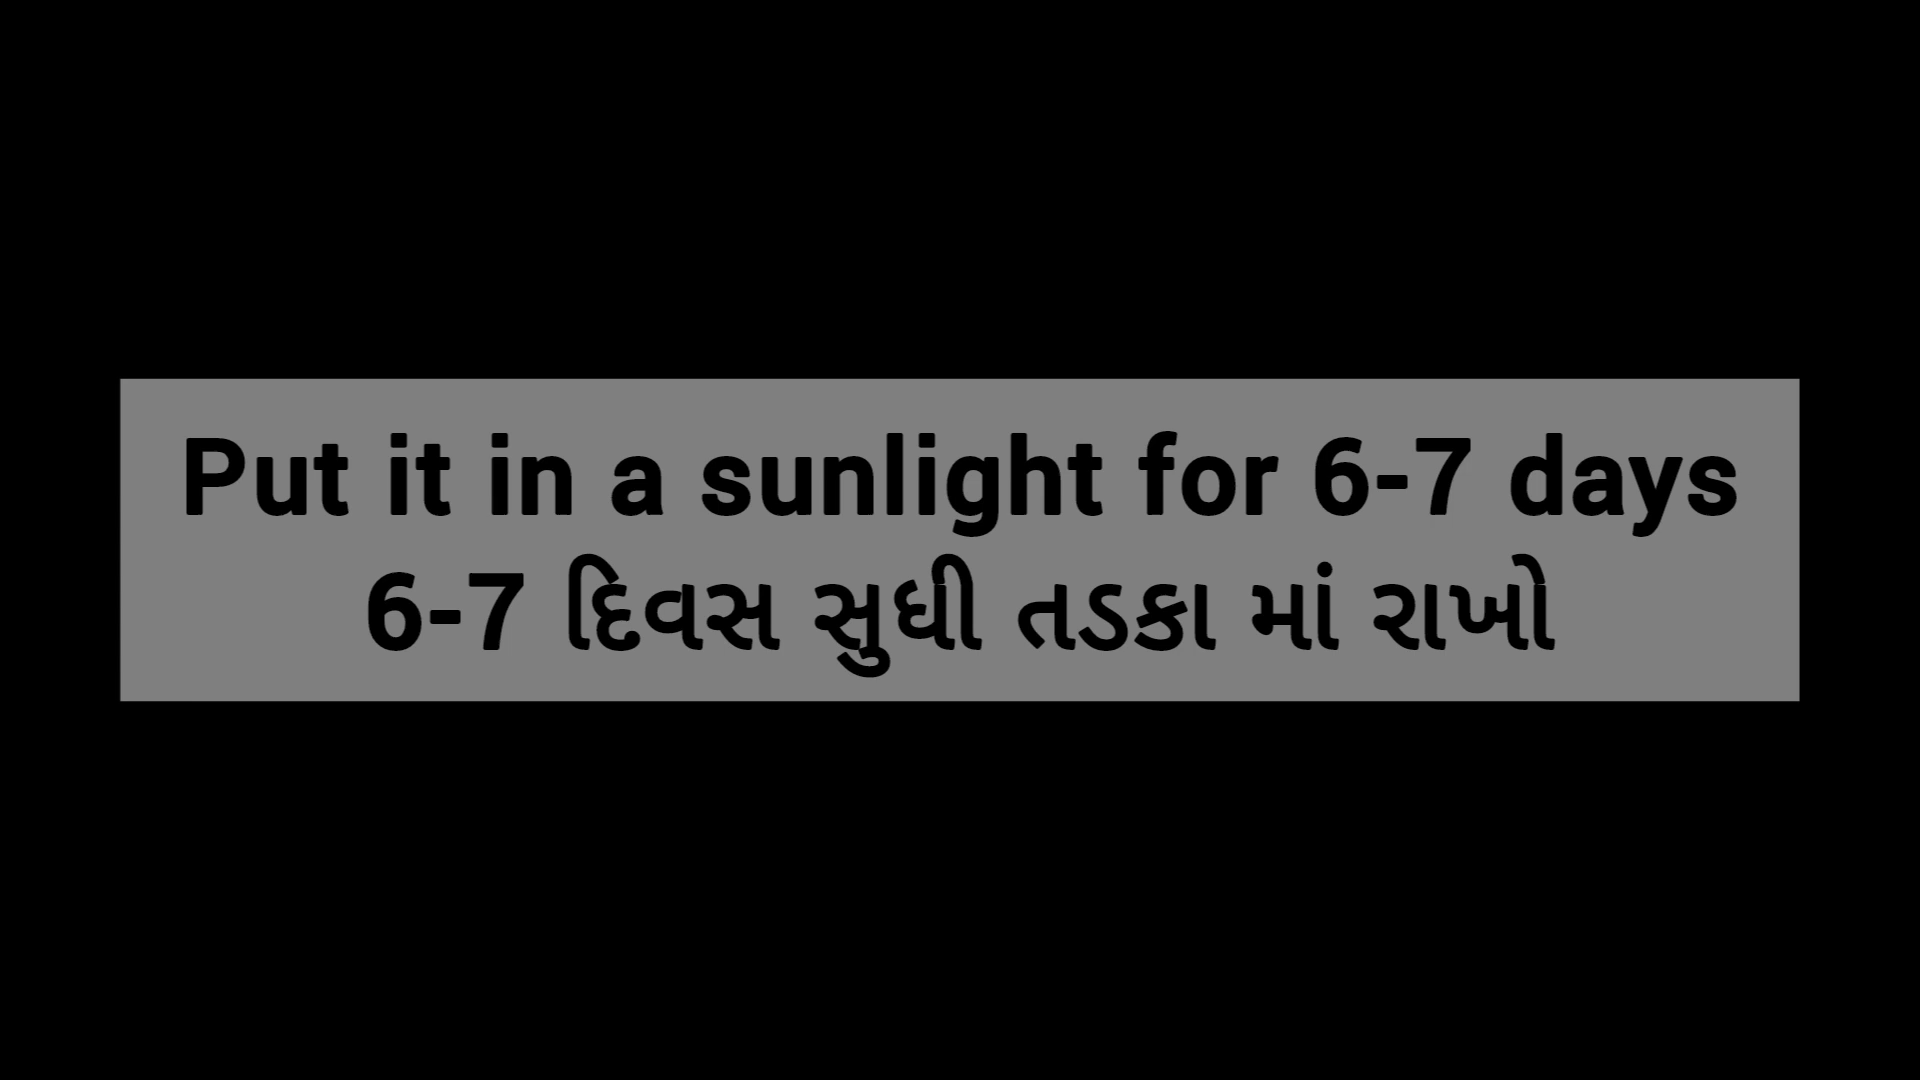 Put it in a sunlight for 6-7 days
6-7 દિવસ સુધી તડકા માં રાખો